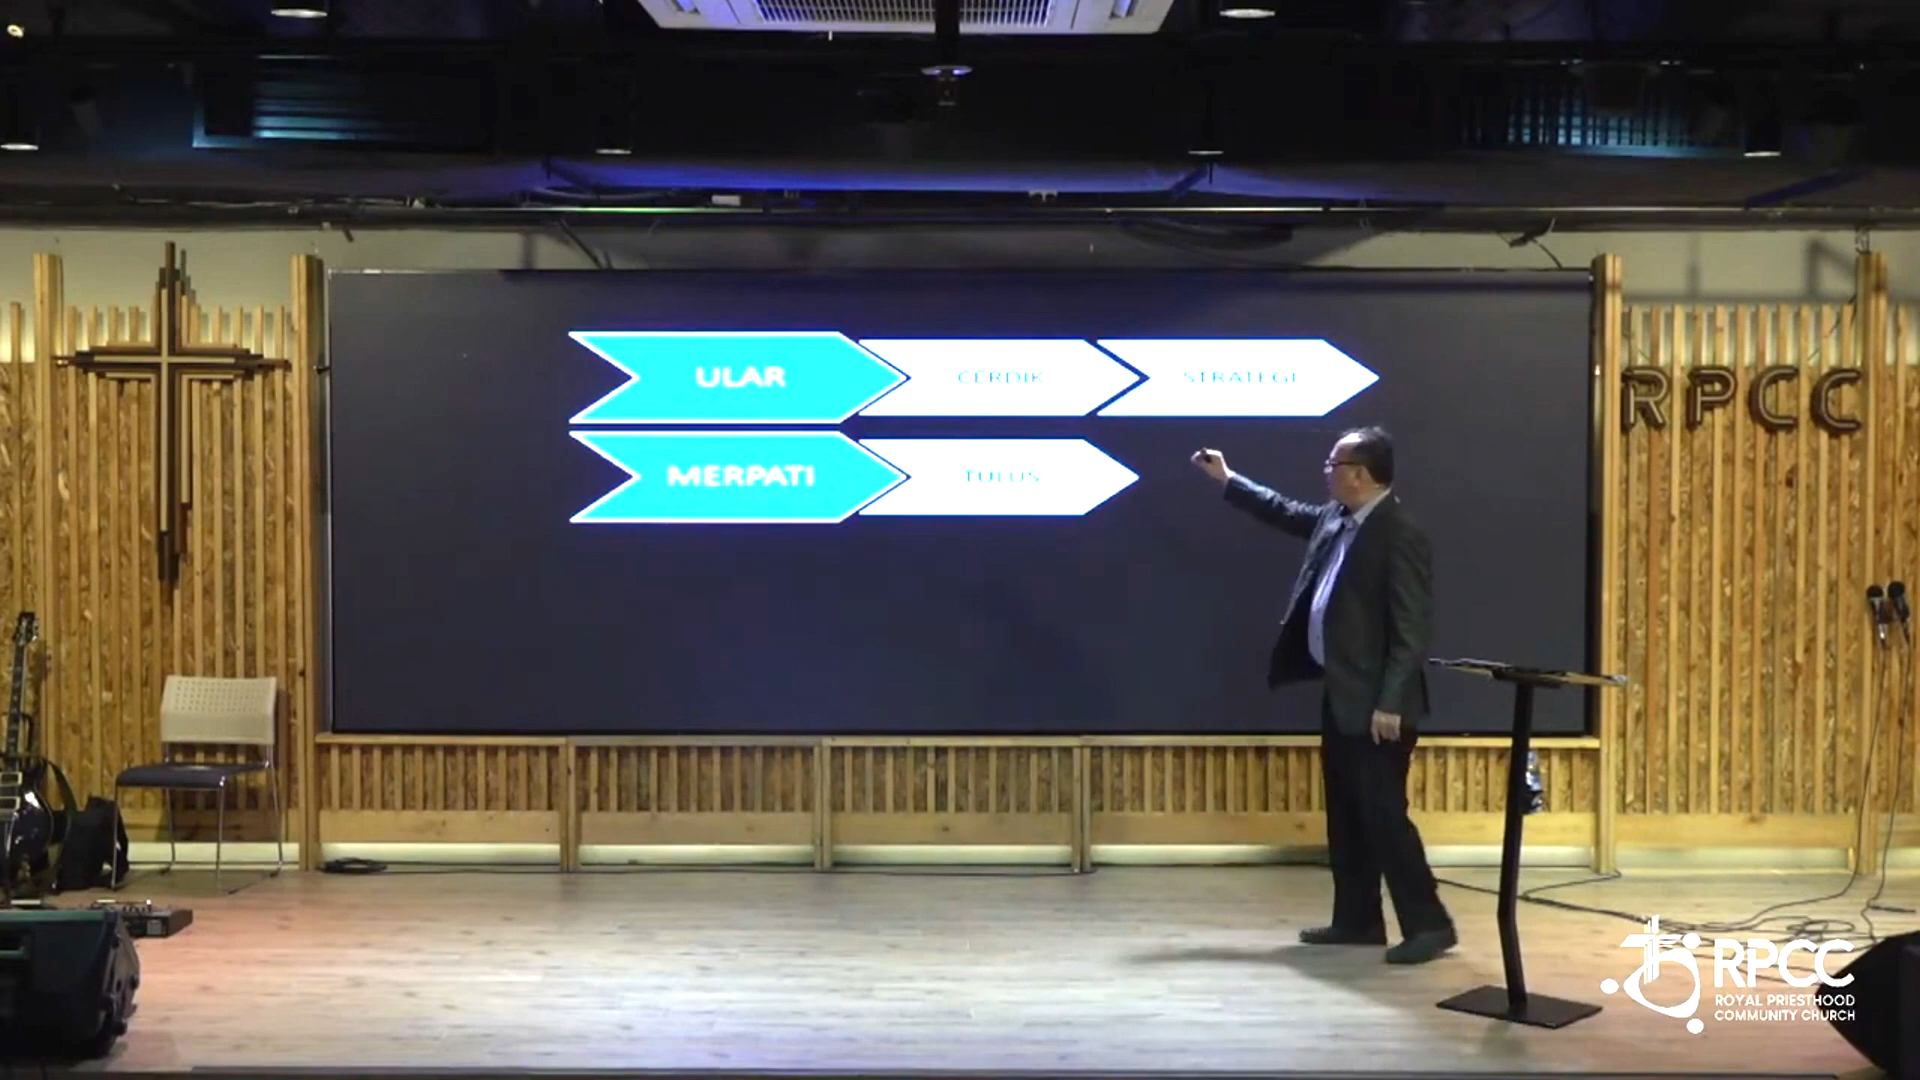 ULAR
CERDIK
STRATEGI
MERPATI
TULUS
RPCC
RPCC
ROYAL PRIESTHOOD
COMMUNITY CHURCH